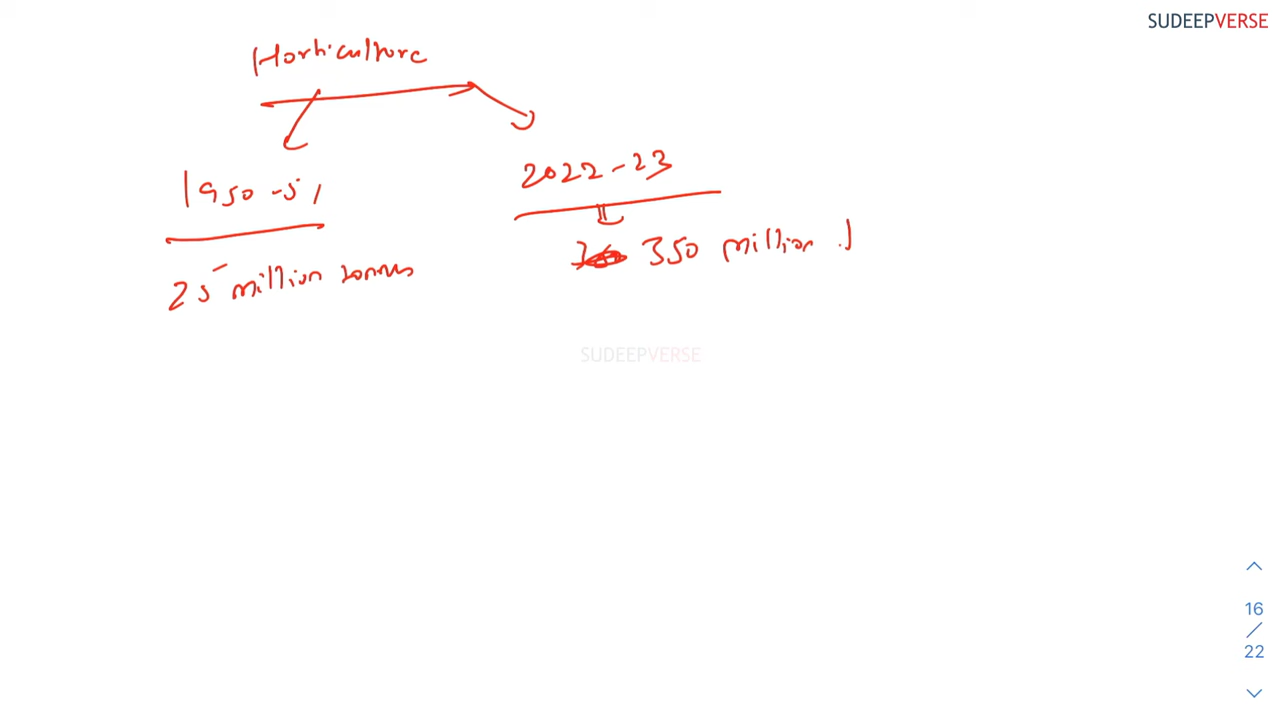 SUDEEPVERSE
Horticulture
1950-51
2022-23
25 million tonnes
350 million
SUDEEPVERSE
16
/
22